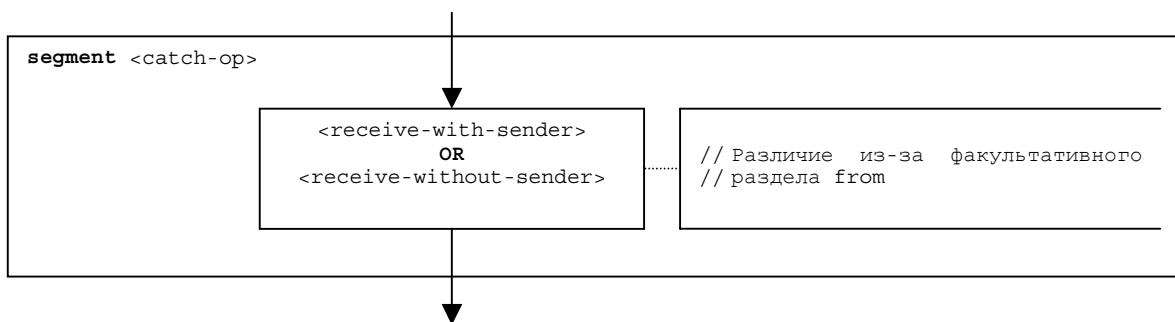 segment <catch-op>
<receive-with-sender>
OR
<receive-without-sender>
// Различие из-за факультативного
// раздела from